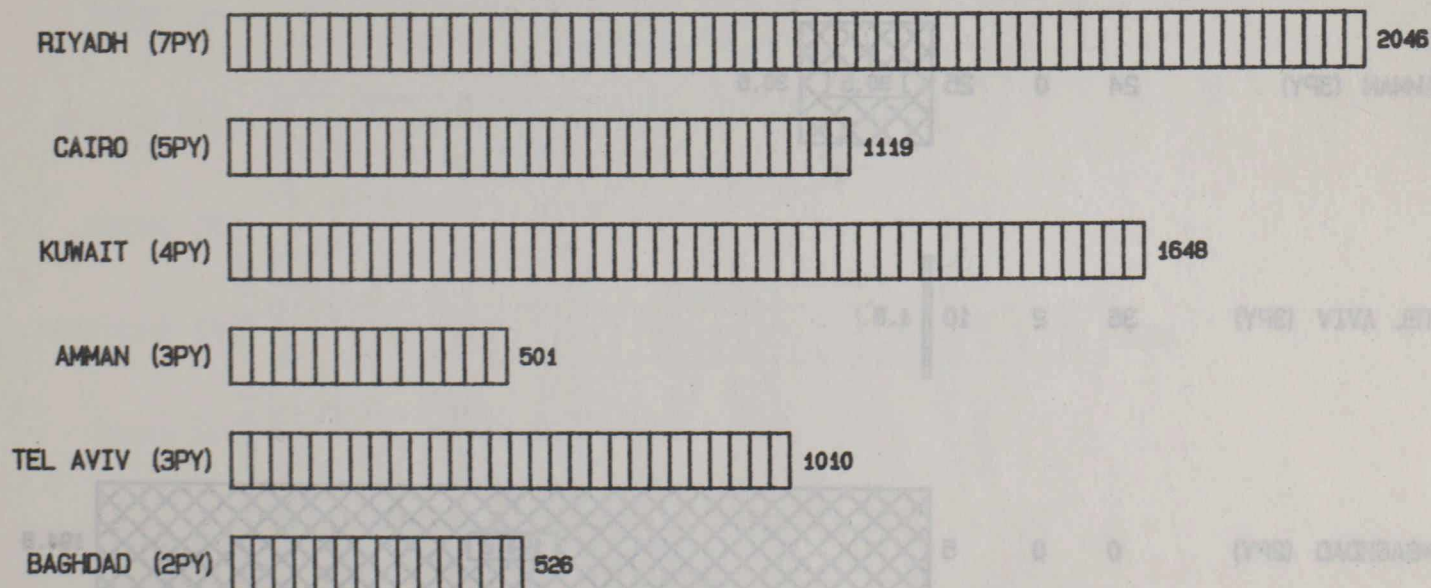 RIYADH (7PY) 2046
CAIRO (5PY) 1119
KUWAIT (4PY) 1648
AMMAN (3PY) 501
TEL AVIV (3PY) 1010
BAGHDAD (2PY) 526